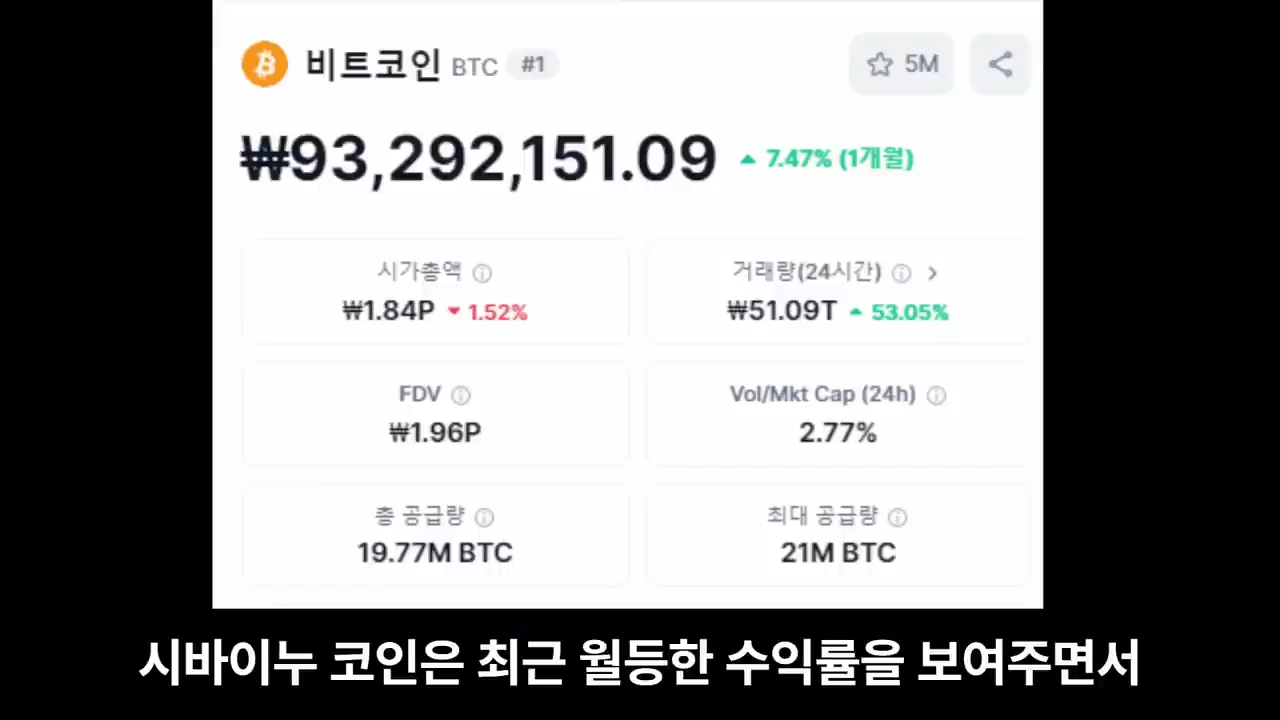 비트코인 BTC #1 5M
₩93,292,151.09 ▲ 7.47% (1개월)
시가총액 거래량(24시간) >
₩1.84P ▼ 1.52% ₩51.09T ▲ 53.05%
FDV Vol/Mkt Cap (24h)
₩1.96P 2.77%
총 공급량 최대 공급량
19.77M BTC 21M BTC
시바이누 코인은 최근 월등한 수익률을 보여주면서